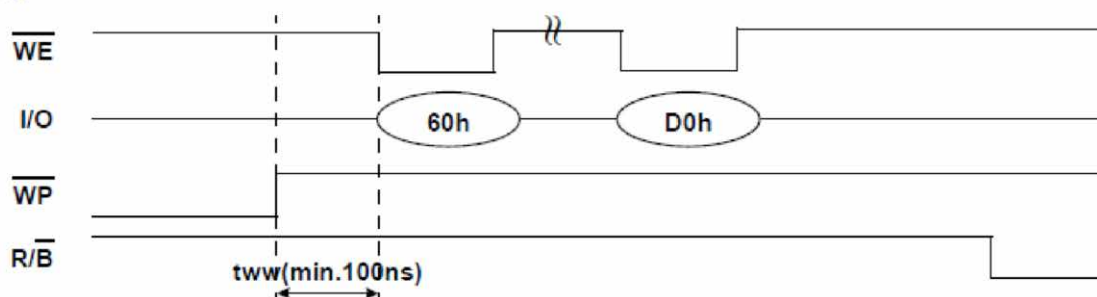 WE
I/O 60h D0h
WP
R/B
tww(min.100ns)